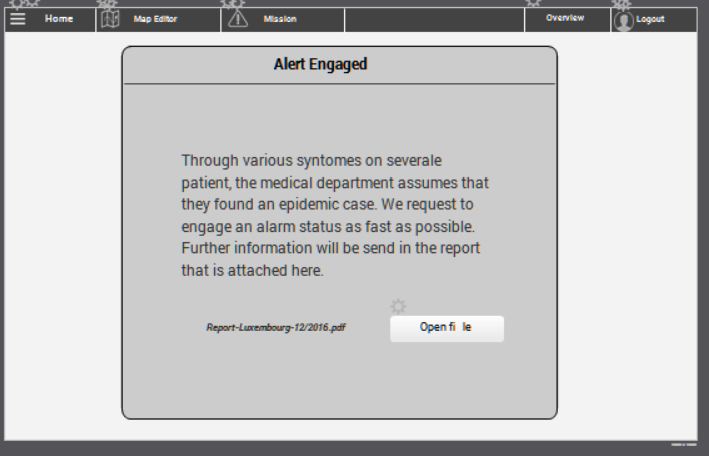 Home Map Editor Mission Overview Logout
Alert Engaged
Through various syntomes on severale
patient, the medical department assumes that
they found an epidemic case. We request to
engage an alarm status as fast as possible.
Further information will be send in the report
that is attached here.
Report-Luxembourg-12/2016.pdf Open fi le